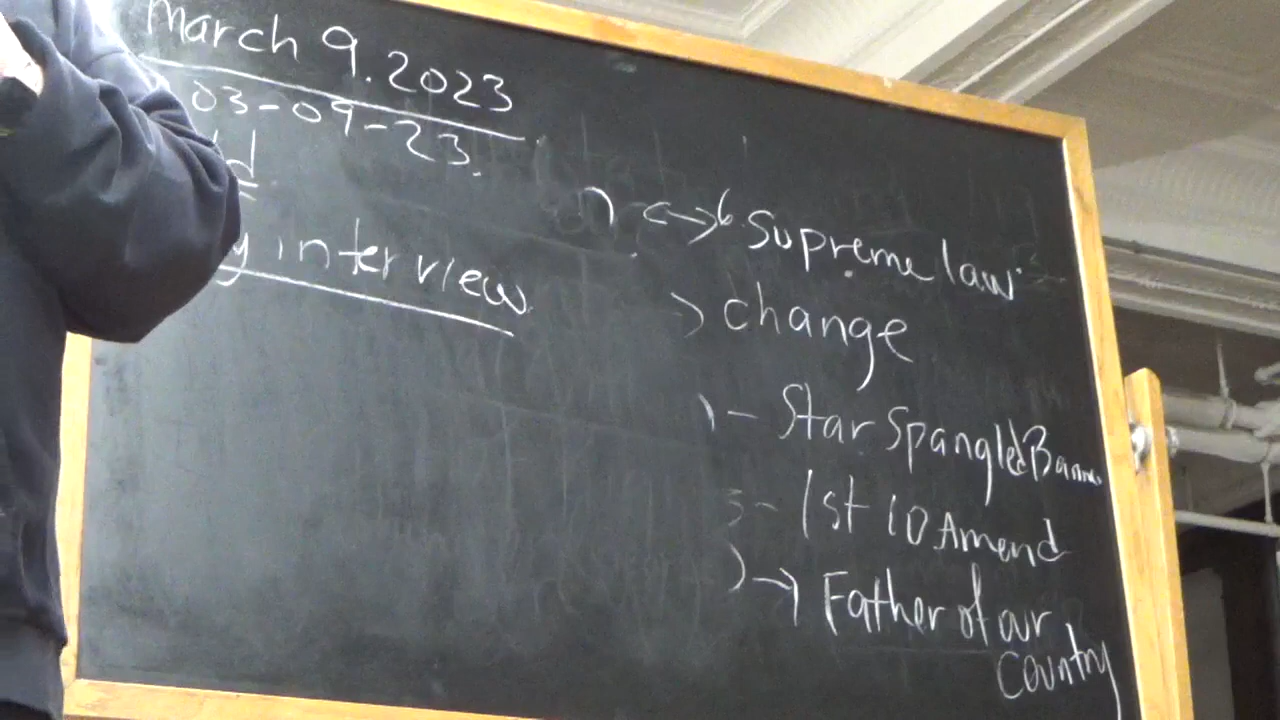 March 9.2023
03-09-23.
interview
Supreme law
change
- Star Spangled Banner
- 1st 10 Amend
→ Father of our
Country